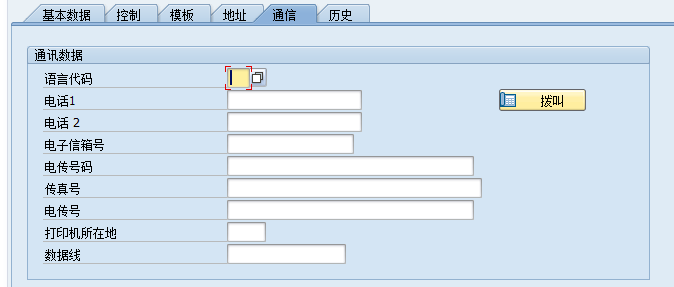 基本数据 控制 模板 地址 通信 历史
通讯数据
语言代码
电话1 拨叫
电话 2
电子信箱号
电传号码
传真号
电传号
打印机所在地
数据线